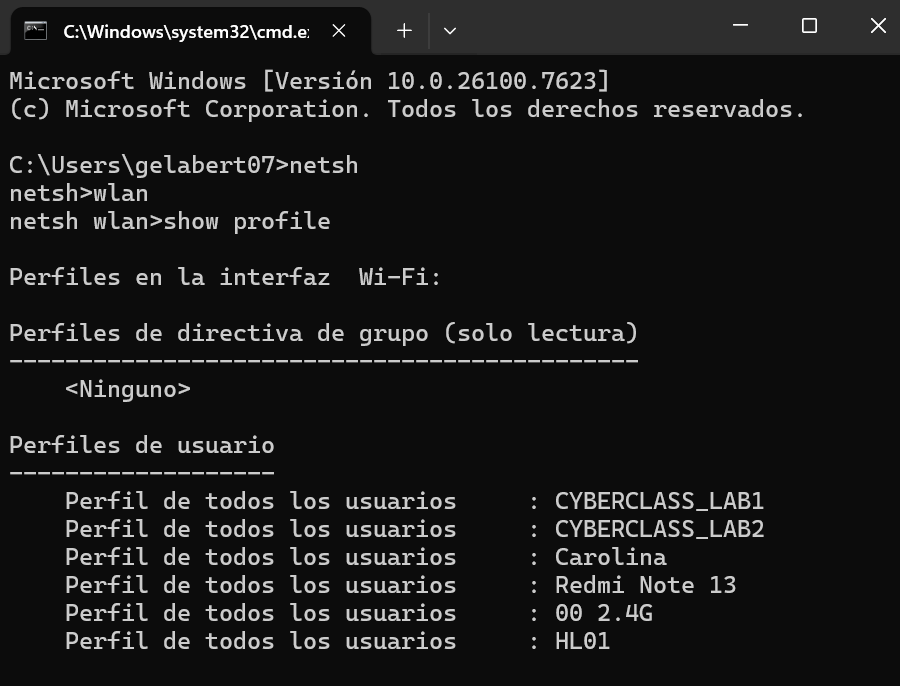 C:\Windows\system32\cmd.e
Microsoft Windows [Versión 10.0.26100.7623]
(c) Microsoft Corporation. Todos los derechos reservados.
C:\Users\gelabert07>netsh
netsh>wlan
netsh wlan>show profile
Perfiles en la interfaz  Wi-Fi:
Perfiles de directiva de grupo (solo lectura)
---------------------------------------------
    <Ninguno>
Perfiles de usuario
-------------------
    Perfil de todos los usuarios     : CYBERCLASS_LAB1
    Perfil de todos los usuarios     : CYBERCLASS_LAB2
    Perfil de todos los usuarios     : Carolina
    Perfil de todos los usuarios     : Redmi Note 13
    Perfil de todos los usuarios     : 00 2.4G
    Perfil de todos los usuarios     : HL01